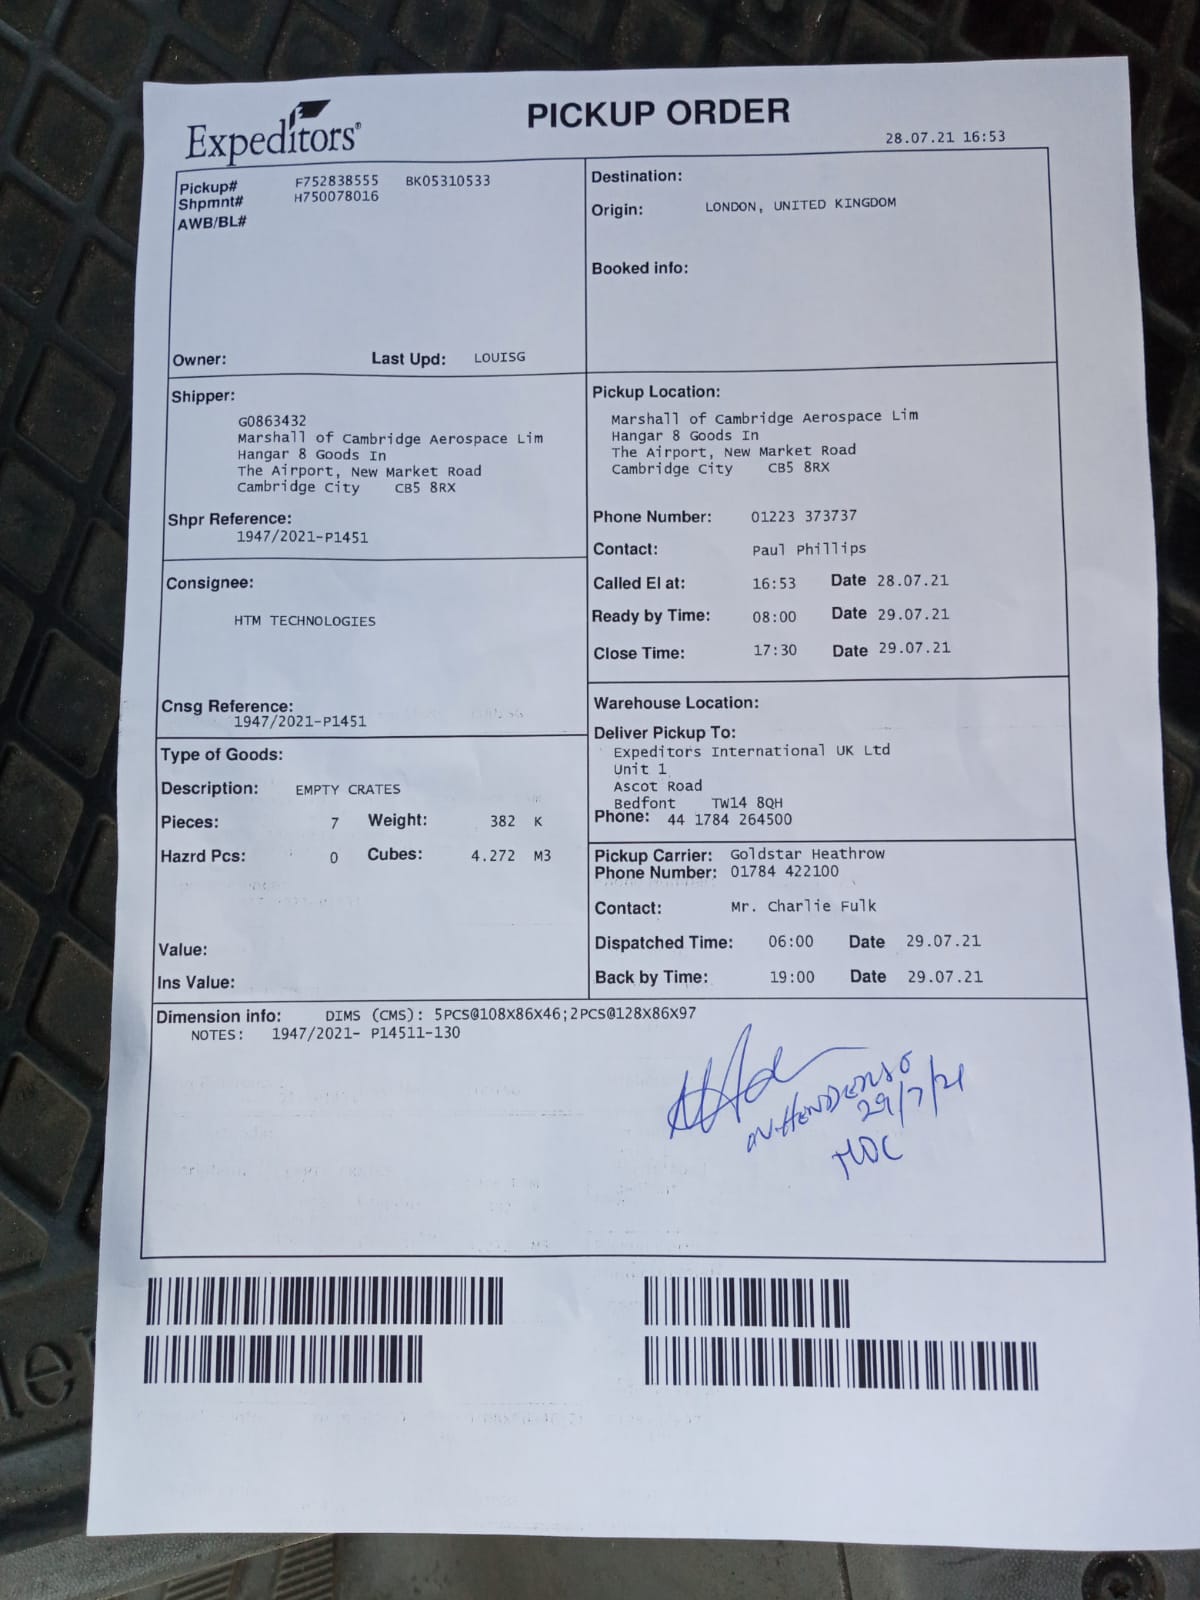 Expeditors®
PICKUP ORDER
28.07.21 16:53
Pickup# F752838555 BK05310533
Shpmnt# H750078016
AWB/BL#
Owner: Last Upd: LOUISG
Destination:
Origin: LONDON, UNITED KINGDOM
Booked info:
Shipper:
G0863432
Marshall of Cambridge Aerospace Lim
Hangar 8 Goods In
The Airport, New Market Road
Cambridge City CB5 8RX
Shpr Reference:
1947/2021-P1451
Consignee:
HTM TECHNOLOGIES
Cnsg Reference:
1947/2021-P1451
Type of Goods:
Description: EMPTY CRATES
Pieces: 7 Weight: 382 K
Hazrd Pcs: 0 Cubes: 4.272 M3
Value:
Ins Value:
Pickup Location:
Marshall of Cambridge Aerospace Lim
Hangar 8 Goods In
The Airport, New Market Road
Cambridge City CB5 8RX
Phone Number: 01223 373737
Contact: Paul Phillips
Called EI at: 16:53 Date 28.07.21
Ready by Time: 08:00 Date 29.07.21
Close Time: 17:30 Date 29.07.21
Warehouse Location:
Deliver Pickup To:
Expeditors International UK Ltd
Unit 1
Ascot Road
Bedfont TW14 8QH
Phone: 44 1784 264500
Pickup Carrier: Goldstar Heathrow
Phone Number: 01784 422100
Contact: Mr. Charlie Fulk
Dispatched Time: 06:00 Date 29.07.21
Back by Time: 19:00 Date 29.07.21
Dimension info: DIMS (CMS): 5PCS@108X86X46;2PCS@128X86X97
NOTES: 1947/2021- P14511-130
29/7/21